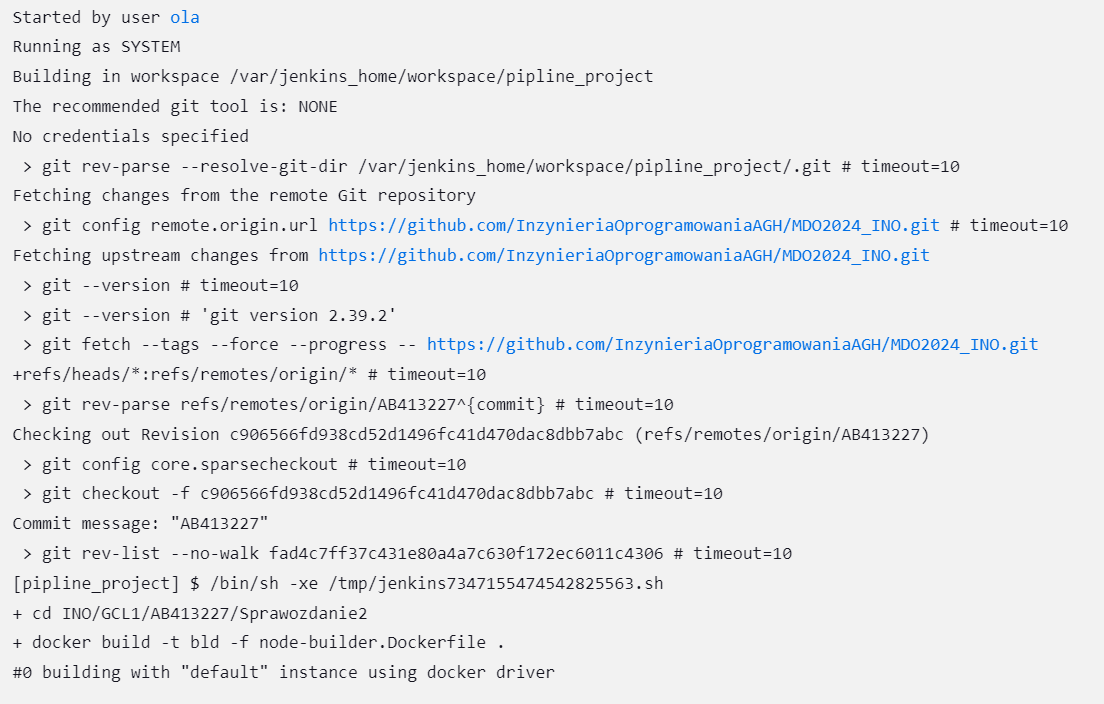 Started by user ola
Running as SYSTEM
Building in workspace /var/jenkins_home/workspace/pipline_project
The recommended git tool is: NONE
No credentials specified
 > git rev-parse --resolve-git-dir /var/jenkins_home/workspace/pipline_project/.git # timeout=10
Fetching changes from the remote Git repository
 > git config remote.origin.url https://github.com/InzynieriaOprogramowaniaAGH/MDO2024_INO.git # timeout=10
Fetching upstream changes from https://github.com/InzynieriaOprogramowaniaAGH/MDO2024_INO.git
 > git --version # timeout=10
 > git --version # 'git version 2.39.2'
 > git fetch --tags --force --progress -- https://github.com/InzynieriaOprogramowaniaAGH/MDO2024_INO.git
+refs/heads/*:refs/remotes/origin/* # timeout=10
 > git rev-parse refs/remotes/origin/AB413227^{commit} # timeout=10
Checking out Revision c906566fd938cd52d1496fc41d470dac8dbb7abc (refs/remotes/origin/AB413227)
 > git config core.sparsecheckout # timeout=10
 > git checkout -f c906566fd938cd52d1496fc41d470dac8dbb7abc # timeout=10
Commit message: "AB413227"
 > git rev-list --no-walk fad4c7ff37c431e80a4a7c630f172ec6011c4306 # timeout=10
[pipline_project] $ /bin/sh -xe /tmp/jenkins7347155474542825563.sh
+ cd INO/GCL1/AB413227/Sprawozdanie2
+ docker build -t bld -f node-builder.Dockerfile .
#0 building with "default" instance using docker driver